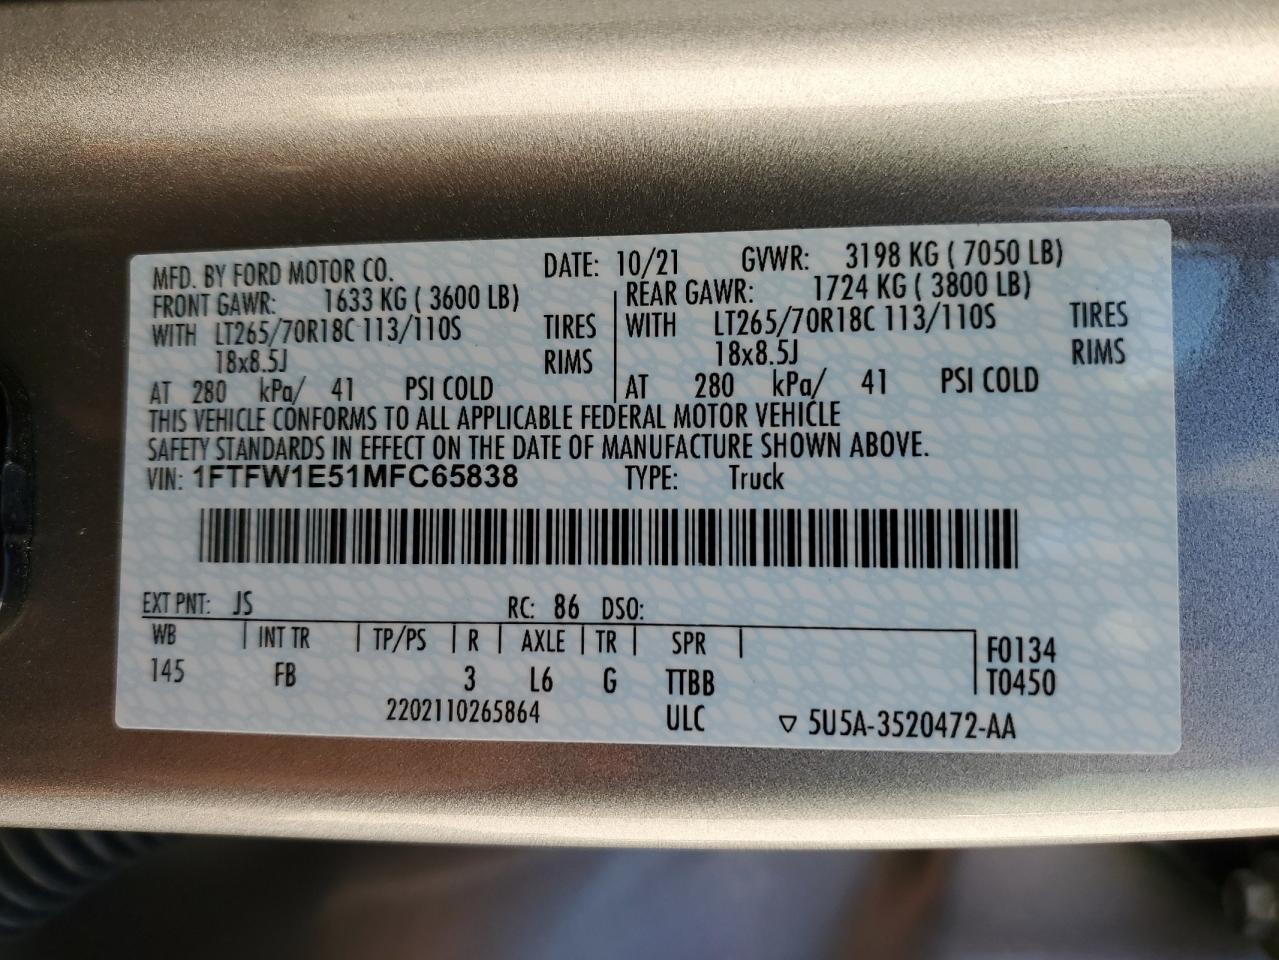 MFD. BY FORD MOTOR CO. DATE: 10/21 GVWR: 3198 KG ( 7050 LB)
FRONT GAWR: 1633 KG ( 3600 LB) REAR GAWR: 1724 KG ( 3800 LB)
WITH LT265/70R18C 113/110S TIRES WITH LT265/70R18C 113/110S TIRES
18x8.5J RIMS 18x8.5J RIMS
AT 280 kPa/ 41 PSI COLD AT 280 kPa/ 41 PSI COLD
THIS VEHICLE CONFORMS TO ALL APPLICABLE FEDERAL MOTOR VEHICLE
SAFETY STANDARDS IN EFFECT ON THE DATE OF MANUFACTURE SHOWN ABOVE.
VIN: 1FTFW1E51MFC65838 TYPE: Truck
EXT PNT: JS RC: 86 DSO:
WB INT TR TP/PS R AXLE TR SPR F0134
145 FB 3 L6 G TTBB T0450
2202110265864 ULC ▽ 5U5A-3520472-AA